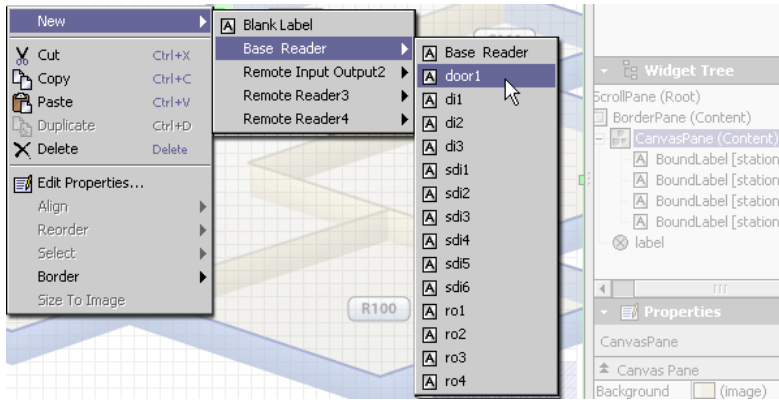 New
Cut Ctrl+X
Copy Ctrl+C
Paste Ctrl+V
Duplicate Ctrl+D
Delete Delete
Edit Properties...
Align
Reorder
Select
Border
Size To Image
Blank Label
Base Reader
Remote Input Output2
Remote Reader3
Remote Reader4
Base Reader
door1
di1
di2
di3
sdi1
sdi2
sdi3
sdi4
sdi5
sdi6
ro1
ro2
ro3
ro4
R100
Widget Tree
ScrollPane (Root)
BorderPane (Content)
CanvasPane (Content)
BoundLabel [station
BoundLabel [station
BoundLabel [station
BoundLabel [station
label
Properties
CanvasPane
Canvas Pane
Background (image)